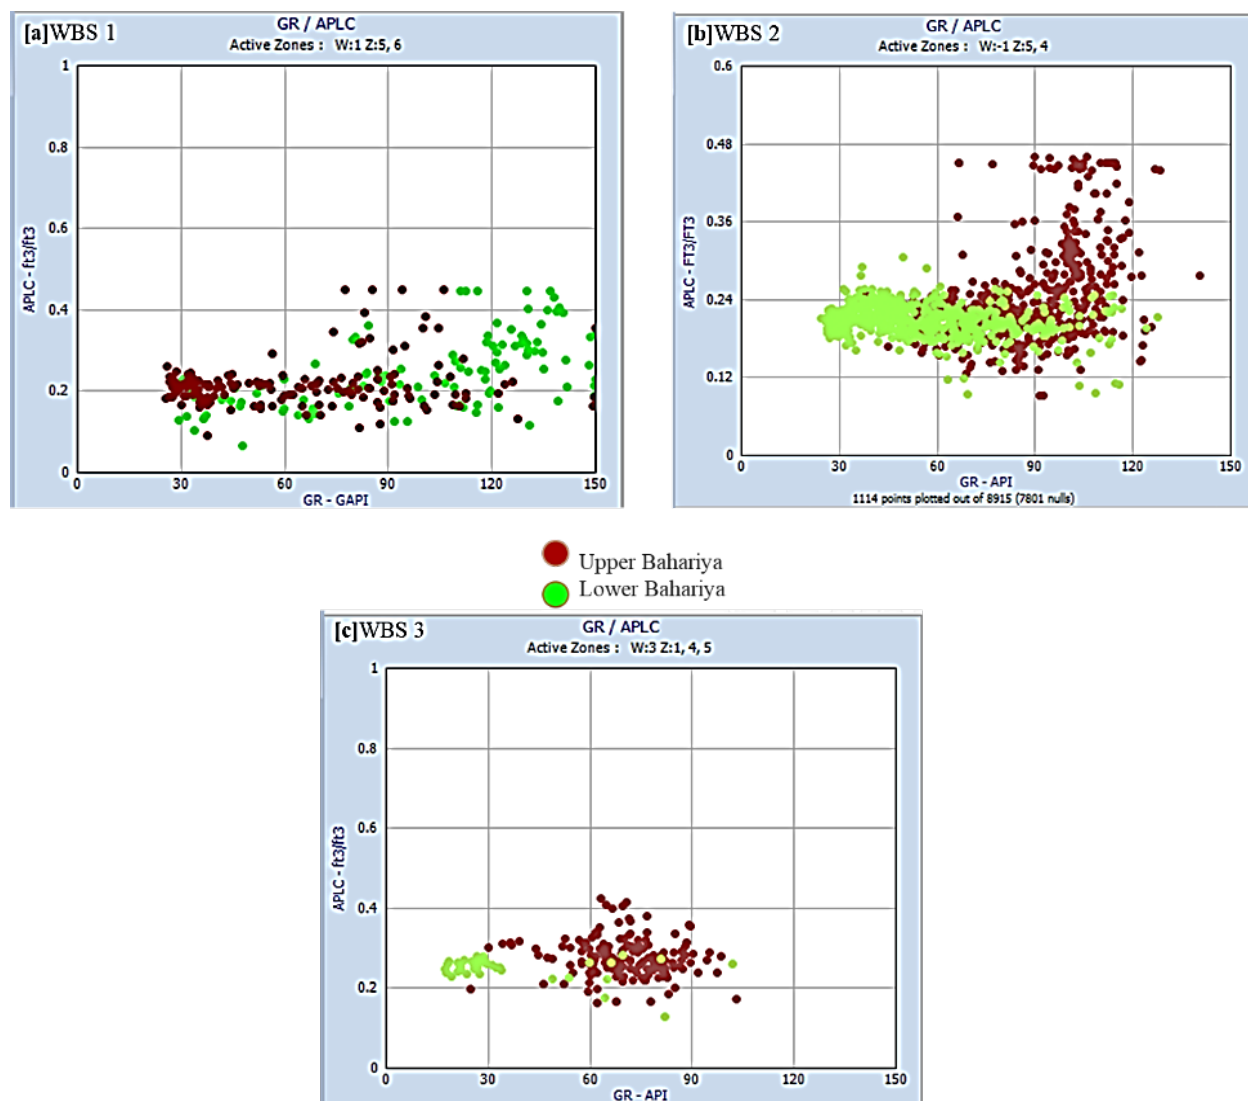 [a]WBS 1
GR / APLC
Active Zones : W:1 Z:5, 6
1
0.8
0.6
0.4
0.2
0
APLC - ft3/ft3
30
60
90
120
150
GR - GAPI
[b]WBS 2
GR / APLC
Active Zones : W:-1 Z:5, 4
0.6
0.48
0.36
0.24
0.12
0
APLC - FT3/FT3
0
30
60
90
120
150
GR - API
1114 points plotted out of 8915 (7801 nulls)
Upper Bahariya
Lower Bahariya
[c]WBS 3
GR / APLC
Active Zones : W:3 Z:1, 4, 5
1
0.8
0.6
0.4
0.2
0
APLC - ft3/ft3
0
30
60
90
120
150
GR - API